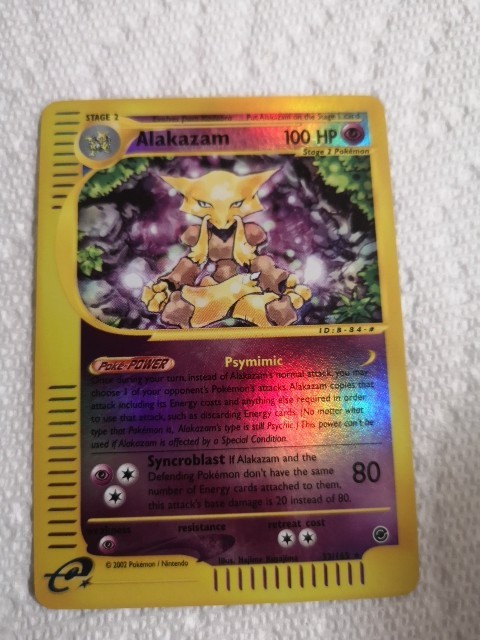 STAGE 2 Evolves from Kadabra Put Alakazam on the Stage 1 card
Alakazam 100 HP
Stage 2 Pokémon
ID:B-84-#
Poké-POWER Psymimic
Once during your turn, instead of Alakazam's normal attack, you may
choose 1 of your opponent's Pokémon's attacks. Alakazam copies that
attack including its Energy costs and anything else required in order
to use that attack, such as discarding Energy cards. (No matter what
type that Pokémon is, Alakazam's type is still Psychic.) This power can't be
used if Alakazam is affected by a Special Condition.
Syncroblast If Alakazam and the
Defending Pokémon don't have the same
number of Energy cards attached to them,
this attack's base damage is 20 instead of 80.
80
weakness resistance retreat cost
Illus. Hajime Kusajima
e © 2002 Pokémon / Nintendo